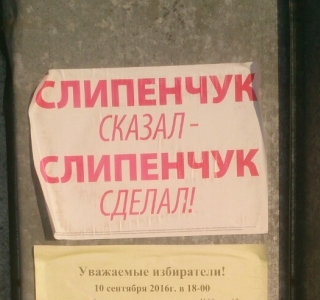 СЛИПЕНЧУК
СКАЗАЛ –
СЛИПЕНЧУК
СДЕЛАЛ!
Уважаемые избиратели!
10 сентября 2016г. в 18-00